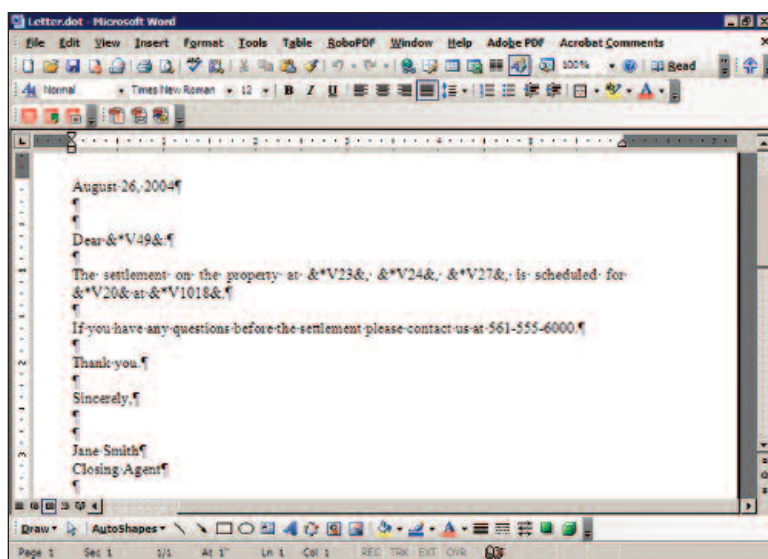 Letter.dot - Microsoft Word
File Edit View Insert Format Tools Table RoboPDF Window Help Adobe PDF Acrobat Comments
100% Read
Normal Times New Roman 12 B I U
August·26,·2004¶
¶
¶
Dear·&*V49&:¶
¶
The· settlement· on· the· property· at· &*V23&,· &*V24&,· &*V27&,· is· scheduled· for·
&*V20&·at·&*V1018&.¶
¶
If·you·have·any·questions·before·the·settlement·please·contact·us·at·561-555-6000.¶
¶
Thank·you.¶
¶
Sincerely,¶
¶
¶
Jane·Smith¶
Closing·Agent¶
¶
Draw AutoShapes
Page 1 Sec 1 1/1 At 1" Ln 1 Col 1 REC TRK EXT OVR